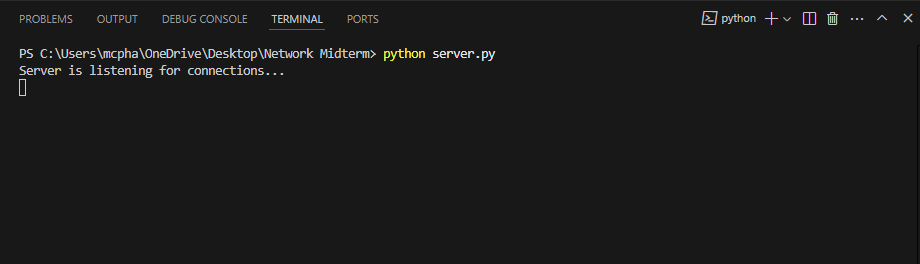 PROBLEMS OUTPUT DEBUG CONSOLE TERMINAL PORTS python
PS C:\Users\mcpha\OneDrive\Desktop\Network Midterm> python server.py
Server is listening for connections...